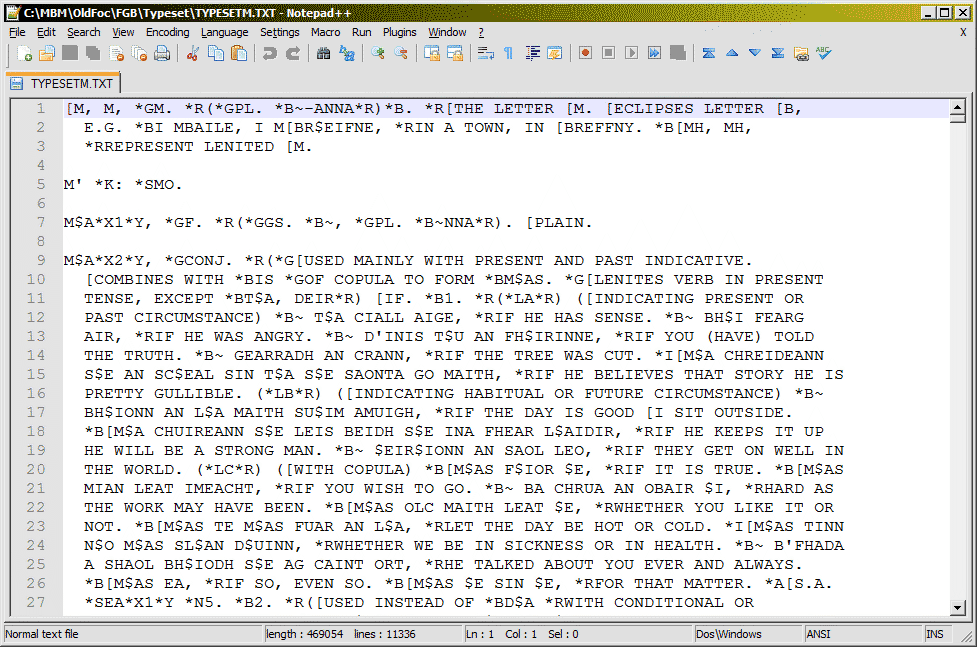 C:\MBM\OldFoc\FGB\Typeset\TYPESETM.TXT - Notepad++
File Edit Search View Encoding Language Settings Macro Run Plugins Window ? X
TYPESETM.TXT
1 [M, M, *GM. *R(*GPL. *B~-ANNA*R)*B. *R[THE LETTER [M. [ECLIPSES LETTER [B,
2 E.G. *BI MBAILE, I M[BR$EIFNE, *RIN A TOWN, IN [BREFFNY. *B[MH, MH,
3 *RREPRESENT LENITED [M.
4
5 M' *K: *SMO.
6
7 M$A*X1*Y, *GF. *R(*GGS. *B~, *GPL. *B~NNA*R). [PLAIN.
8
9 M$A*X2*Y, *GCONJ. *R(*G[USED MAINLY WITH PRESENT AND PAST INDICATIVE.
10 [COMBINES WITH *BIS *GOF COPULA TO FORM *BM$AS. *G[LENITES VERB IN PRESENT
11 TENSE, EXCEPT *BT$A, DEIR*R) [IF. *B1. *R(*LA*R) ([INDICATING PRESENT OR
12 PAST CIRCUMSTANCE) *B~ T$A CIALL AIGE, *RIF HE HAS SENSE. *B~ BH$I FEARG
13 AIR, *RIF HE WAS ANGRY. *B~ D'INIS T$U AN FH$IRINNE, *RIF YOU (HAVE) TOLD
14 THE TRUTH. *B~ GEARRADH AN CRANN, *RIF THE TREE WAS CUT. *I[M$A CHREIDEANN
15 S$E AN SC$EAL SIN T$A S$E SAONTA GO MAITH, *RIF HE BELIEVES THAT STORY HE IS
16 PRETTY GULLIBLE. (*LB*R) ([INDICATING HABITUAL OR FUTURE CIRCUMSTANCE) *B~
17 BH$IONN AN L$A MAITH SU$IM AMUIGH, *RIF THE DAY IS GOOD [I SIT OUTSIDE.
18 *B[M$A CHUIREANN S$E LEIS BEIDH S$E INA FHEAR L$AIDIR, *RIF HE KEEPS IT UP
19 HE WILL BE A STRONG MAN. *B~ $EIR$IONN AN SAOL LEO, *RIF THEY GET ON WELL IN
20 THE WORLD. (*LC*R) ([WITH COPULA) *B[M$AS F$IOR $E, *RIF IT IS TRUE. *B[M$AS
21 MIAN LEAT IMEACHT, *RIF YOU WISH TO GO. *B~ BA CHRUA AN OBAIR $I, *RHARD AS
22 THE WORK MAY HAVE BEEN. *B[M$AS OLC MAITH LEAT $E, *RWHETHER YOU LIKE IT OR
23 NOT. *B[M$AS TE M$AS FUAR AN L$A, *RLET THE DAY BE HOT OR COLD. *I[M$AS TINN
24 N$O M$AS SL$AN D$UINN, *RWHETHER WE BE IN SICKNESS OR IN HEALTH. *B~ B'FHADA
25 A SHAOL BH$IODH S$E AG CAINT ORT, *RHE TALKED ABOUT YOU EVER AND ALWAYS.
26 *B[M$AS EA, *RIF SO, EVEN SO. *B[M$AS $E SIN $E, *RFOR THAT MATTER. *A[S.A.
27 *SEA*X1*Y *N5. *B2. *R([USED INSTEAD OF *BD$A *RWITH CONDITIONAL OR
Normal text file length : 469054 lines : 11336 Ln : 1 Col : 1 Sel : 0 Dos\Windows ANSI INS